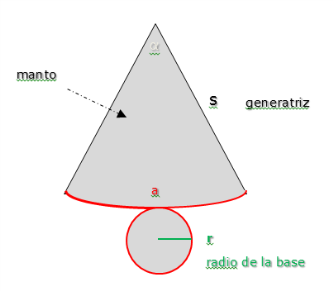 α
manto
S generatriz
a
r
radio de la base